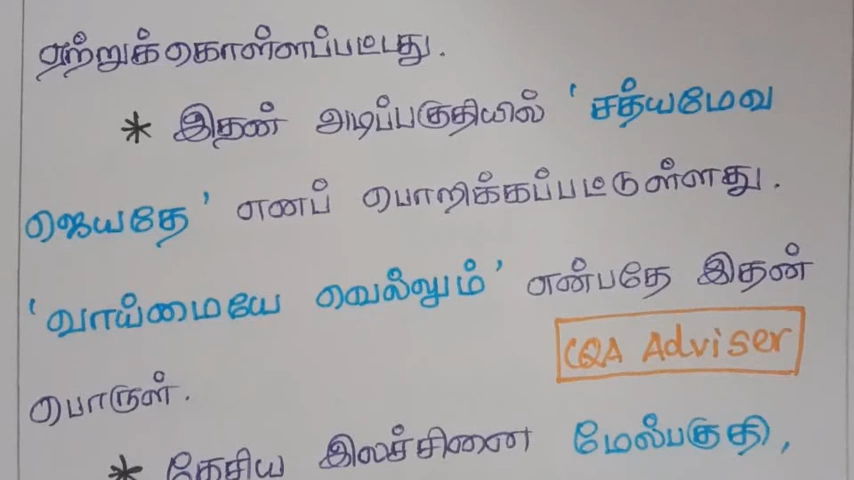 ஏற்றுக்கொள்ளப்பட்டது.
* இதன் அடிப்பகுதியில் 'சத்யமேவ
ஜெயதே' எனப் பொறிக்கப்பட்டுள்ளது.
'வாய்மையே வெல்லும்' என்பதே இதன்
CQA Adviser
பொருள்.
* தேசிய இலச்சினை மேல்பகுதி,